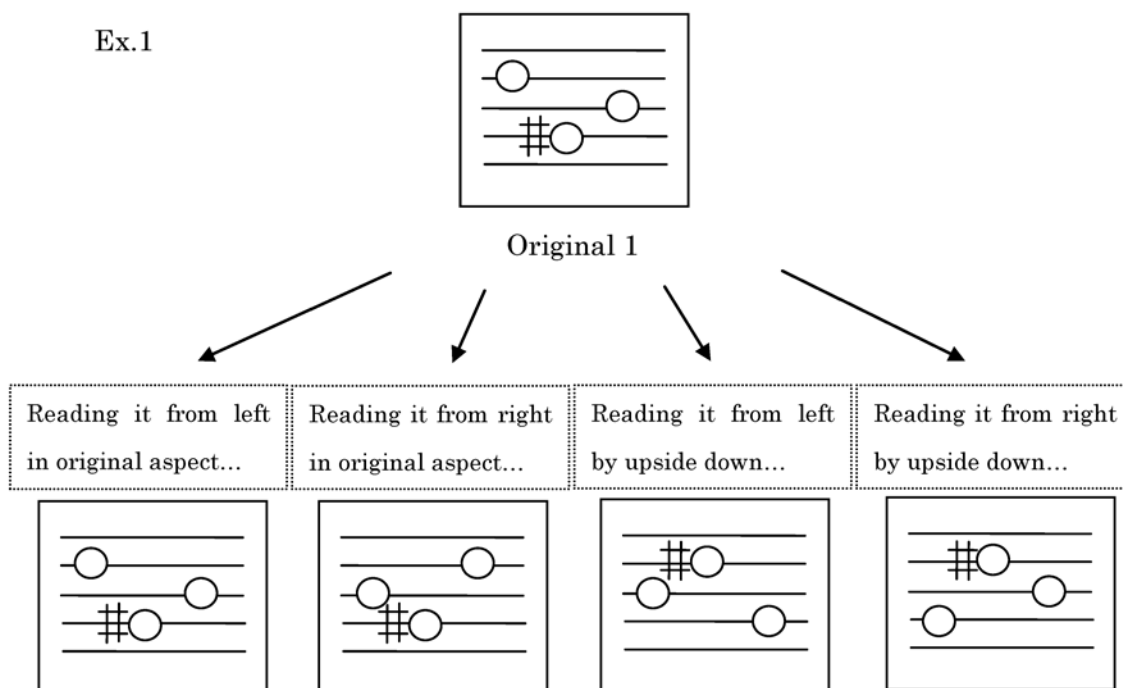 Ex.1
Original 1
Reading it from left
in original aspect...
Reading it from right
in original aspect...
Reading it from left
by upside down...
Reading it from right
by upside down...